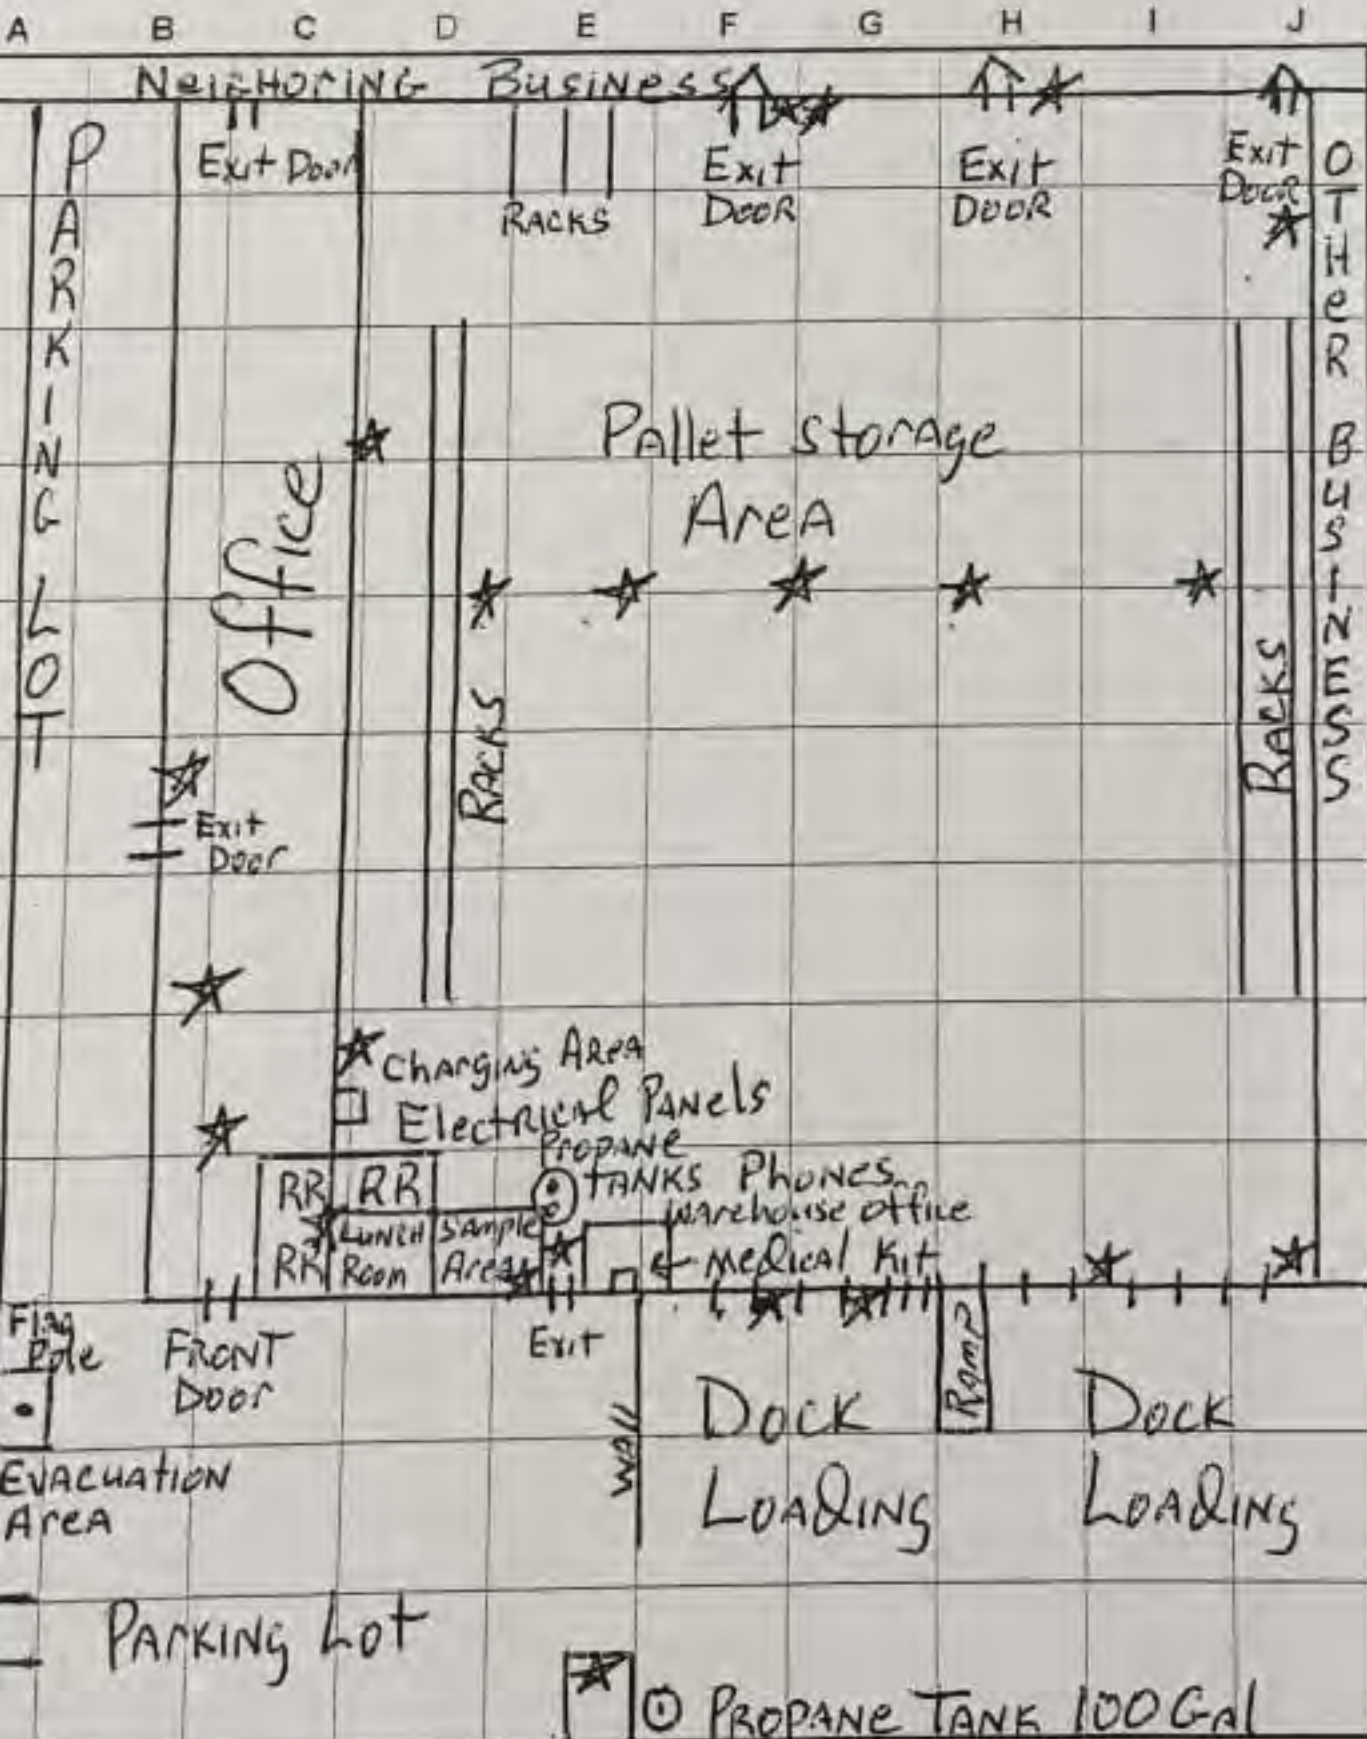 A B C D E F G H I J
NeigHoring Business
PARKING LOT
Exit Door
RACKS
Exit
DOOR
Exit
DOOR
Exit
DOOR
OTHeR BUSINESS
Pallet Storage
Area
Office
RACKS
RACKS
Exit
Door
Charging Area
Electrical Panels
Propane
TANKS Phones
Warehouse office
Medical Kit
RR RR
RR
LUNCH
Room
Sample
Area
Flag
Pole
FRONT
Door
Exit
Wall
Dock
LOADING
Ramp
Dock
LOADING
EVACUATION
Area
PARKING Lot
PROPANe TANK 100 Gal